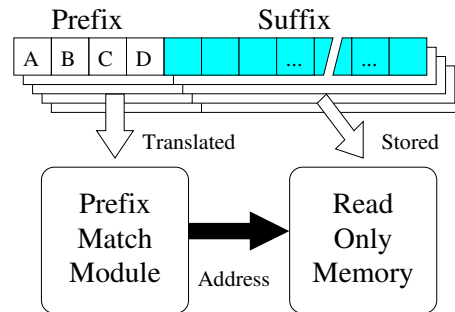 Prefix Suffix
A B C D ... ...
Translated Stored
Prefix
Match
Module
Address
Read
Only
Memory